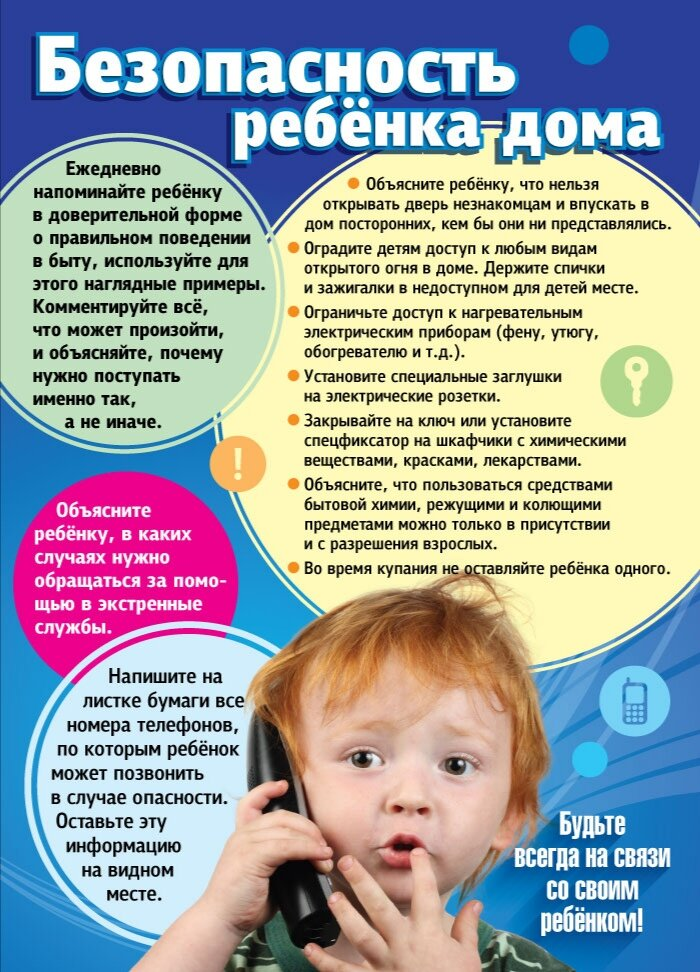 Безопасность
ребёнка дома
Ежедневно
напоминайте ребёнку
в доверительной форме
о правильном поведении
в быту, используйте для
этого наглядные примеры.
Комментируйте всё,
что может произойти,
и объясняйте, почему
нужно поступать
именно так,
а не иначе.
● Объясните ребёнку, что нельзя
открывать дверь незнакомцам и впускать в
дом посторонних, кем бы они ни представлялись.
● Оградите детям доступ к любым видам
открытого огня в доме. Держите спички
и зажигалки в недоступном для детей месте.
● Ограничьте доступ к нагревательным
электрическим приборам (фену, утюгу,
обогревателю и т.д.).
● Установите специальные заглушки
на электрические розетки.
● Закрывайте на ключ или установите
спецфиксатор на шкафчики с химическими
веществами, красками, лекарствами.
● Объясните, что пользоваться средствами
бытовой химии, режущими и колющими
предметами можно только в присутствии
и с разрешения взрослых.
● Во время купания не оставляйте ребёнка одного.
!
Объясните
ребёнку, в каких
случаях нужно
обращаться за помо-
щью в экстренные
службы.
Напишите на
листке бумаги все
номера телефонов,
по которым ребёнок
может позвонить
в случае опасности.
Оставьте эту
информацию
на видном
месте.
Будьте
всегда на связи
со своим
ребёнком!